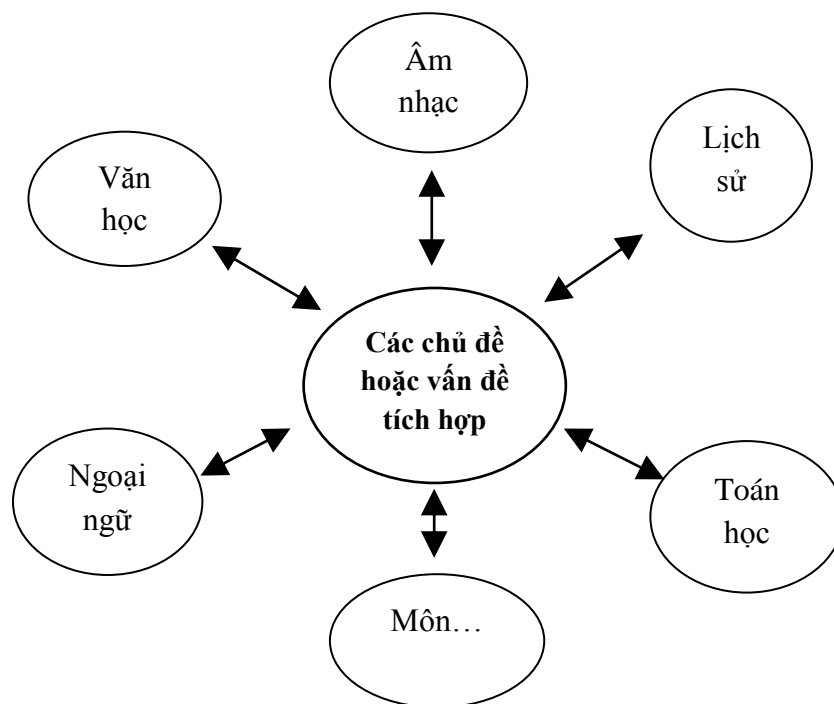 Âm
nhạc
Lịch
sử
Văn
học
Các chủ đề
hoặc vấn đề
tích hợp
Ngoại
ngữ
Toán
học
Môn…